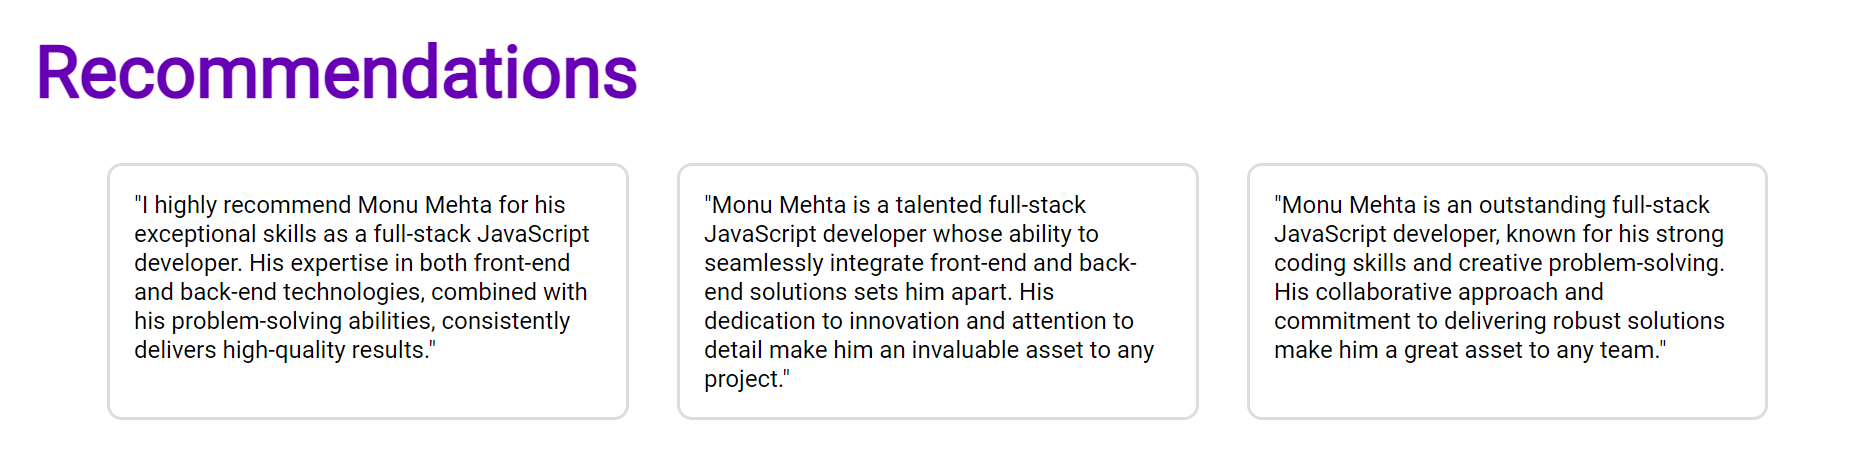 Recommendations
"I highly recommend Monu Mehta for his
exceptional skills as a full-stack JavaScript
developer. His expertise in both front-end
and back-end technologies, combined with
his problem-solving abilities, consistently
delivers high-quality results."
"Monu Mehta is a talented full-stack
JavaScript developer whose ability to
seamlessly integrate front-end and back-
end solutions sets him apart. His
dedication to innovation and attention to
detail make him an invaluable asset to any
project."
"Monu Mehta is an outstanding full-stack
JavaScript developer, known for his strong
coding skills and creative problem-solving.
His collaborative approach and
commitment to delivering robust solutions
make him a great asset to any team."